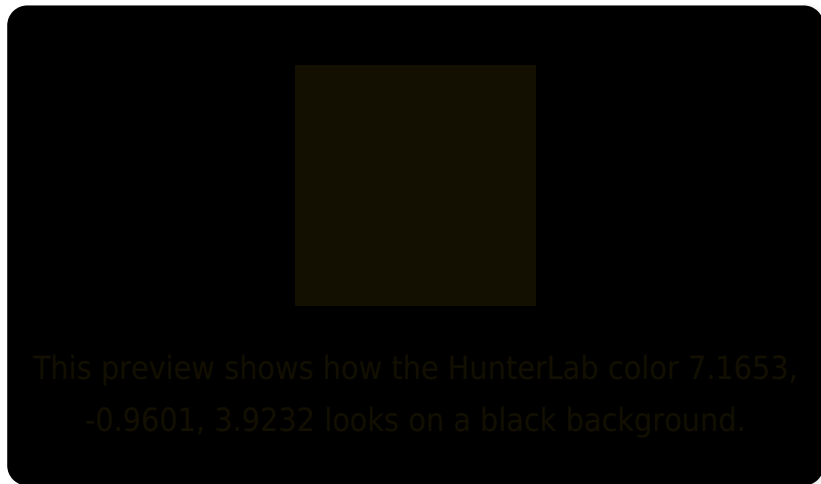 This preview shows how the HunterLab color 7.1653,
-0.9601, 3.9232 looks on a black background.